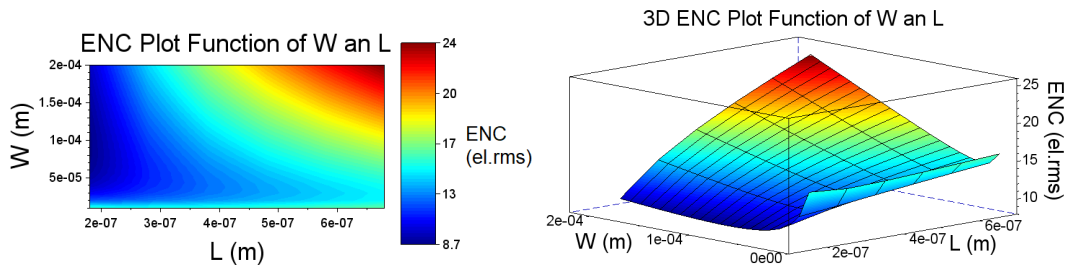 ENC Plot Function of W an L
2e-04
1.5e-04
1e-04
5e-05
W (m)
2e-07 3e-07 4e-07 5e-07 6e-07
L (m)
24
20
17
13
8.7
ENC
(el.rms)
3D ENC Plot Function of W an L
25
20
15
10
ENC (el.rms)
2e-04
1e-04
0e00
W (m)
2e-07
4e-07
6e-07
L (m)